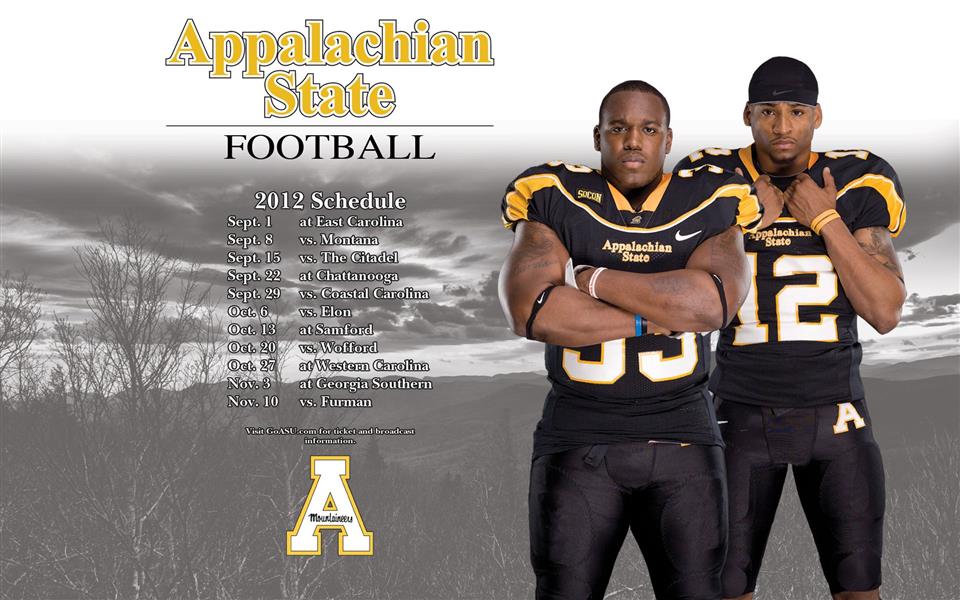 Appalachian
State
FOOTBALL
2012 Schedule
Sept. 1 at East Carolina
Sept. 8 vs. Montana
Sept. 15 vs. The Citadel
Sept. 22 at Chattanooga
Sept. 29 vs. Coastal Carolina
Oct. 6 vs. Elon
Oct. 13 at Samford
Oct. 20 vs. Wofford
Oct. 27 at Western Carolina
Nov. 3 at Georgia Southern
Nov. 10 vs. Furman
Visit GoASU.com for ticket and broadcast
information.
A
Mountaineers
SOCON
Appalachian
State
Appalachian
State
12
A